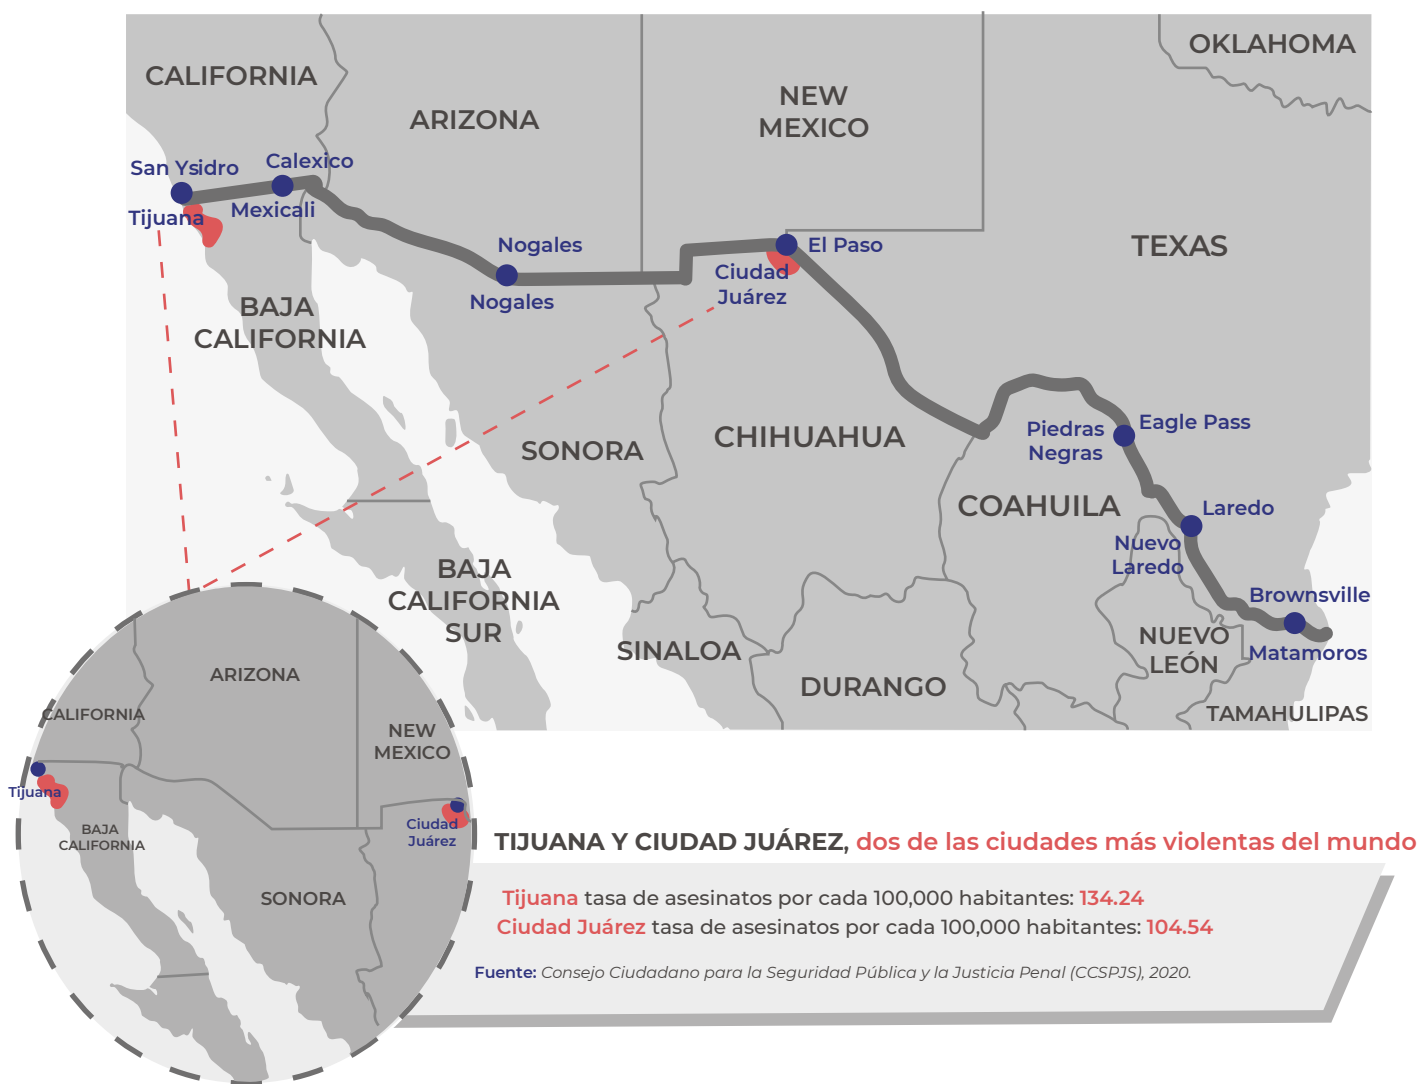 OKLAHOMA
CALIFORNIA
NEW
MEXICO
ARIZONA
San Ysidro
Calexico
Tijuana
Mexicali
Nogales
Nogales
El Paso
Ciudad
Juárez
TEXAS
BAJA
CALIFORNIA
SONORA
CHIHUAHUA
Piedras
Negras
Eagle Pass
COAHUILA
Laredo
Nuevo
Laredo
BAJA
CALIFORNIA
SUR
Brownsville
SINALOA
NUEVO
LEÓN
Matamoros
DURANGO
TAMAHULIPAS
ARIZONA
CALIFORNIA
NEW
MEXICO
Tijuana
BAJA
CALIFORNIA
Ciudad
Juárez
SONORA
TIJUANA Y CIUDAD JUÁREZ, dos de las ciudades más violentas del mundo
Tijuana tasa de asesinatos por cada 100,000 habitantes: 134.24
Ciudad Juárez tasa de asesinatos por cada 100,000 habitantes: 104.54
Fuente: Consejo Ciudadano para la Seguridad Pública y la Justicia Penal (CCSPJS), 2020.